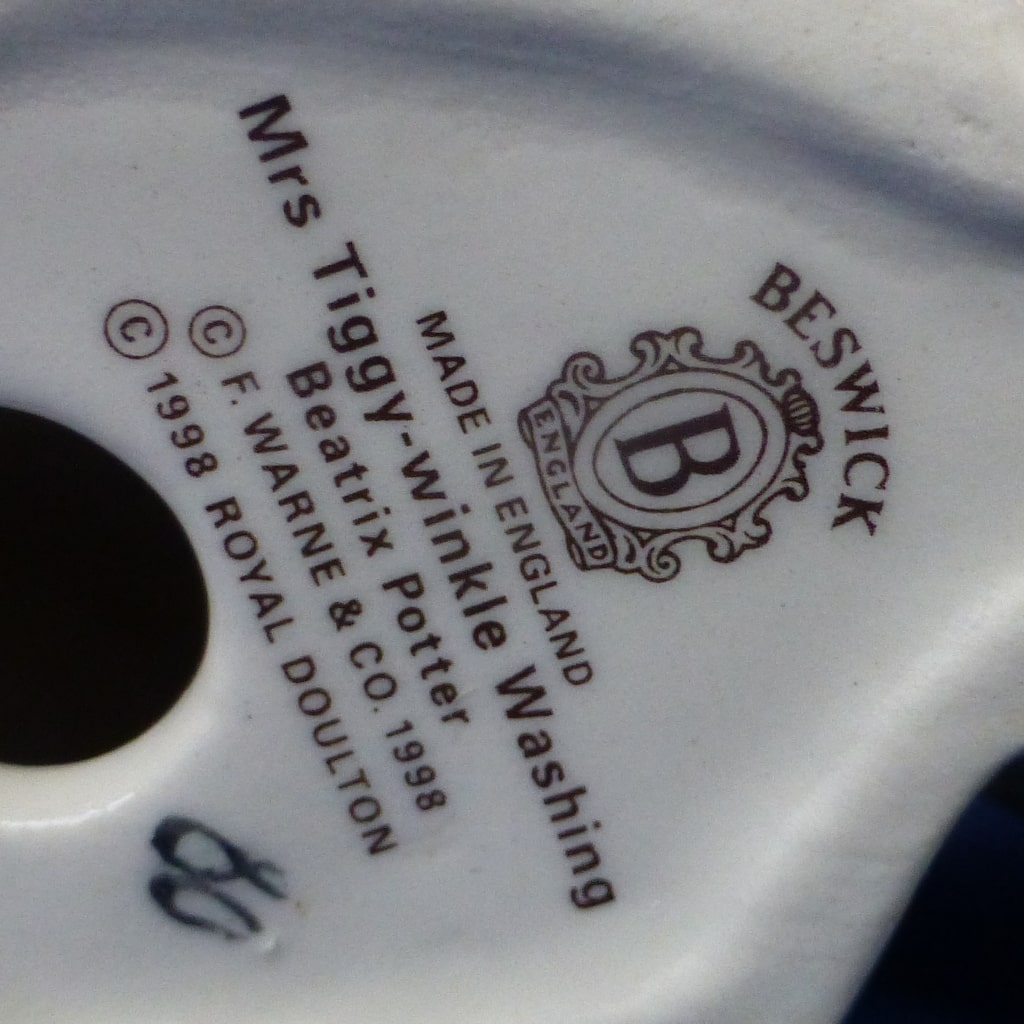 BESWICK
B
ENGLAND
MADE IN ENGLAND
Mrs Tiggy-winkle Washing
Beatrix Potter
© F. WARNE & CO. 1998
© 1998 ROYAL DOULTON